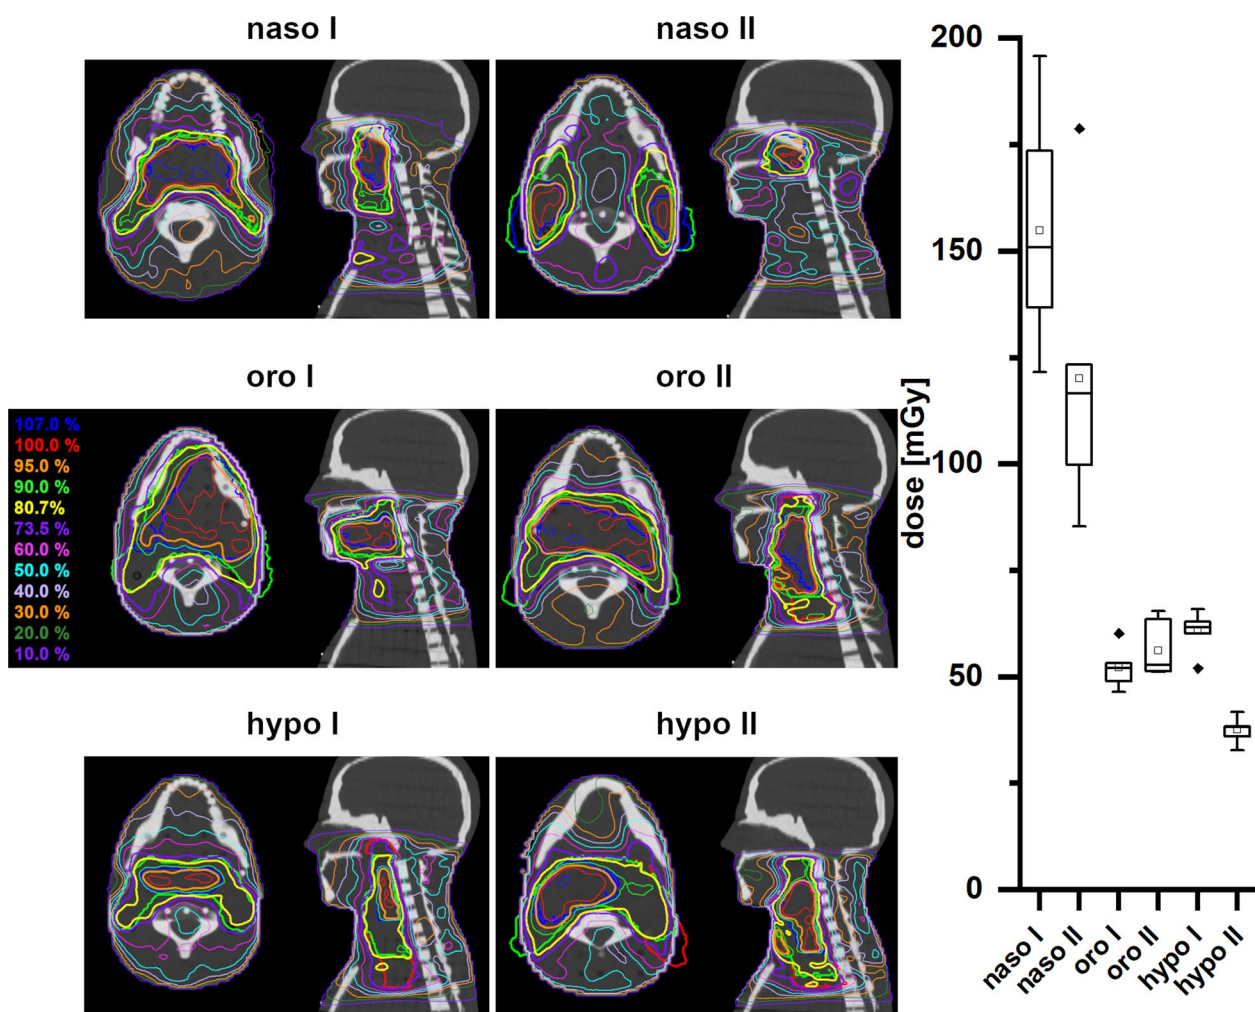 naso I
naso II
oro I
oro II
107.0 %
100.0 %
95.0 %
90.0 %
80.7%
73.5 %
60.0 %
50.0 %
40.0 %
30.0 %
20.0 %
10.0 %
hypo I
hypo II
dose [mGy]
200
150
100
50
0
naso I
naso II
oro I
oro II
hypo I
hypo II